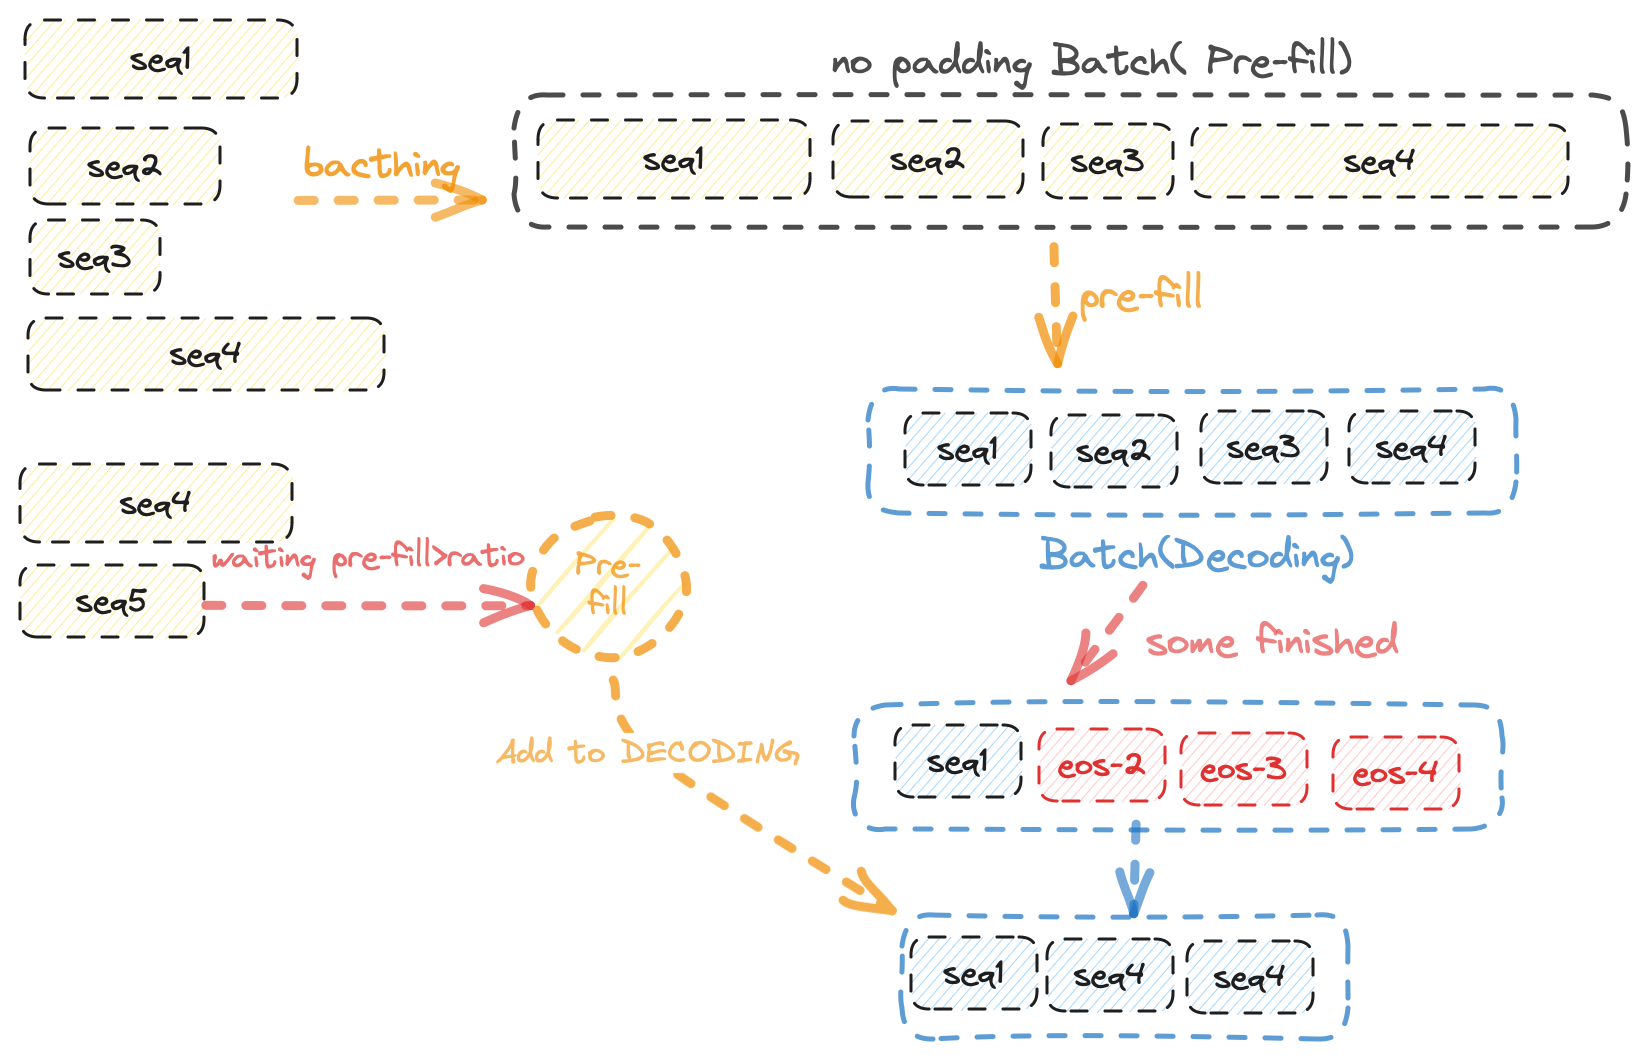 seq1
seq2
seq3
seq4
bacthing
no padding Batch( Pre-fill)
seq1
seq2
seq3
seq4
pre-fill
seq1
seq2
seq3
seq4
Batch(Decoding)
some finished
seq4
seq5
waiting pre-fill>ratio
Pre-
fill
Add to DECODING
seq1
eos-2
eos-3
eos-4
seq1
seq4
seq4